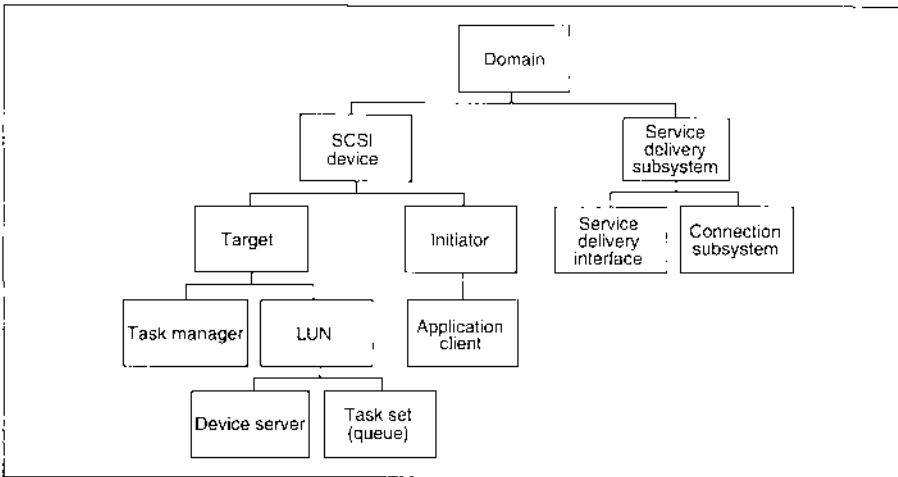 Domain
SCSI
device
Service
delivery
subsystem
Target
Initiator
Service
delivery
interface
Connection
subsystem
Task manager
LUN
Application
client
Device server
Task set
(queue)